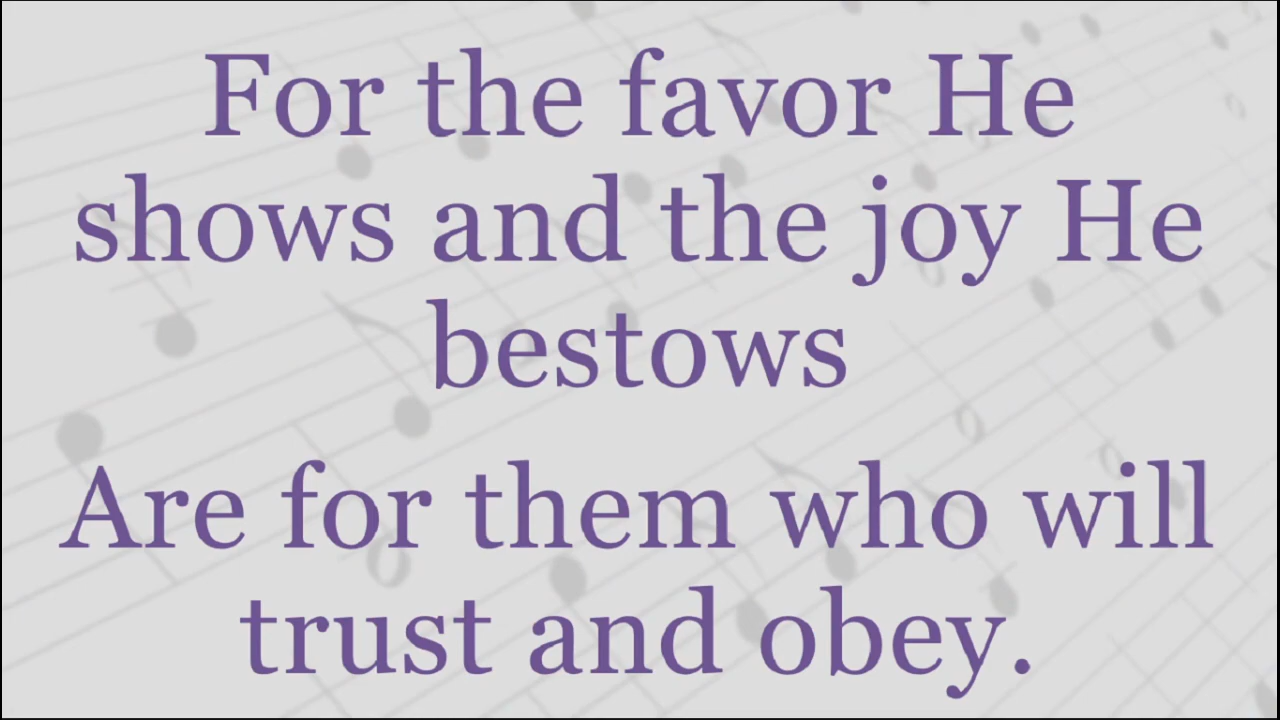 For the favor He
shows and the joy He
bestows
Are for them who will
trust and obey.